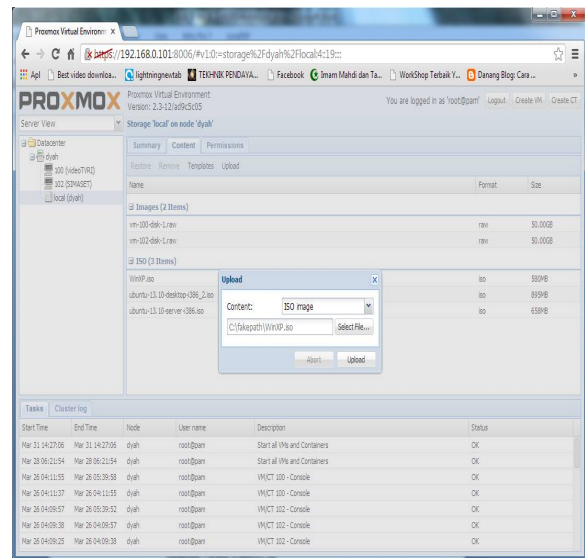 Proxmox Virtual Environm ×
https://192.168.0.101:8006/#v1:0:=storage%2Fdyah%2Flocal:4::19::::
Apl Best video downloa... lightningnewtab TEKHNIK PENDAYA... Facebook Imam Mahdi dan Ta... WorkShop Terbaik Y... Danang Blog: Cara ... »
PROXMOX Proxmox Virtual Environment
Version: 2.3-12/ad9c5c05
You are logged in as 'root@pam' Logout Create VM Create CT
Server View Storage 'local' on node 'dyah'
Datacenter
dyah
100 (videoTVRI)
102 (SIMASET)
local (dyah)
Summary Content Permissions
Restore Remove Templates Upload
Name Format Size
Images (2 Items)
vm-100-disk-1.raw raw 50.00GB
vm-102-disk-1.raw raw 50.00GB
ISO (3 Items)
WinXP.iso iso 580MB
ubuntu-13.10-desktop-i386_2.iso iso 895MB
ubuntu-13.10-server-i386.iso iso 658MB
Upload
Content: ISO image
C:\fakepath\WinXP.iso Select File...
Abort Upload
Tasks Cluster log
Start Time End Time Node User name Description Status
Mar 31 14:27:06 Mar 31 14:27:06 dyah root@pam Start all VMs and Containers OK
Mar 28 06:21:54 Mar 28 06:21:54 dyah root@pam Start all VMs and Containers OK
Mar 26 04:11:55 Mar 26 05:39:58 dyah root@pam VM/CT 100 - Console OK
Mar 26 04:11:37 Mar 26 04:11:55 dyah root@pam VM/CT 100 - Console OK
Mar 26 04:09:57 Mar 26 05:39:52 dyah root@pam VM/CT 102 - Console OK
Mar 26 04:09:38 Mar 26 04:09:57 dyah root@pam VM/CT 102 - Console OK
Mar 26 04:09:25 Mar 26 04:09:38 dyah root@pam VM/CT 102 - Console OK